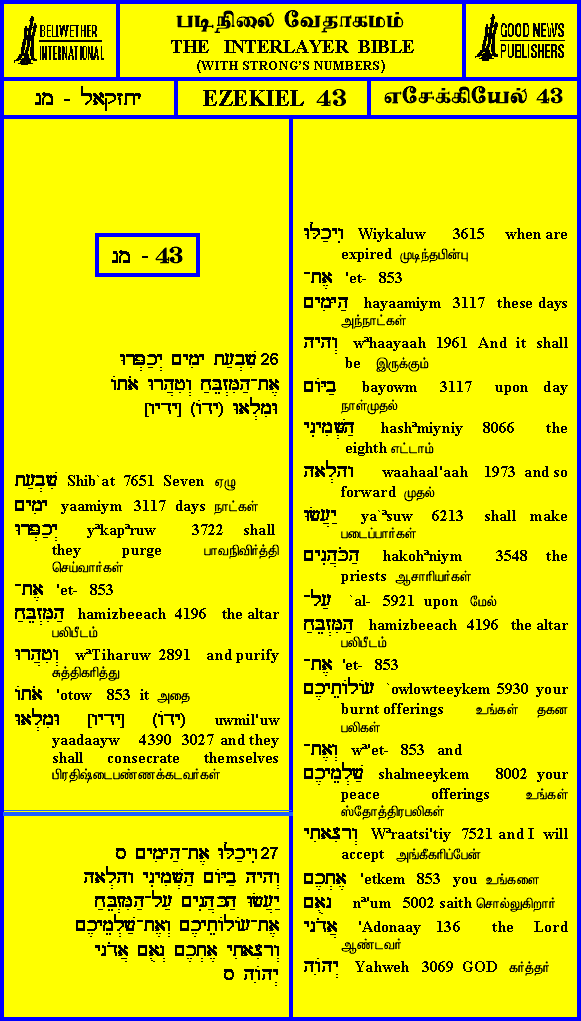 BELLWETHER
INTERNATIONAL
படிநிலை வேதாகமம்
THE INTERLAYER BIBLE
(WITH STRONG'S NUMBERS)
GOOD NEWS
PUBLISHERS
יחזקאל - מג
EZEKIEL 43
எசேக்கியேல் 43
מג - 43
26 שִׁבְעַת יָמִים יְכַפְּרוּ
אֶת־הַמִּזְבֵּחַ וְטִהֲרוּ אֹתוֹ
וּמִלְאוּ (יָדוֹ) [יָדָיו]
שִׁבְעַת Shib`at 7651 Seven ஏழு
יָמִים yaamiym 3117 days நாட்கள்
יְכַפְּרוּ yªkapªruw 3722 shall
they purge பாவநிவிர்த்தி
செய்வார்கள்
אֶת־ 'et- 853
הַמִּזְבֵּחַ hamizbeeach 4196 the altar
பலிபீடம்
וְטִהֲרוּ wªTiharuw 2891 and purify
சுத்திகரித்து
אֹתוֹ 'otow 853 it அதை
וּמִלְאוּ (יָדוֹ) [יָדָיו] uwmil'uw
yaadaayw 4390 3027 and they
shall consecrate themselves
பிரதிஷ்டைபண்ணக்கடவர்கள்
27 וִיכַלּוּ אֶת־הַיָּמִים ס
וְהָיָה בַיּוֹם הַשְּׁמִינִי וָהָלְאָה
יַעֲשׂוּ הַכֹּהֲנִים עַל־הַמִּזְבֵּחַ
אֶת־עוֹלוֹתֵיכֶם וְאֶת־שַׁלְמֵיכֶם
וְרָצִאתִי אֶתְכֶם נְאֻם אֲדֹנָי
יְהוִֹה ס
וִיכַלּוּ Wiykaluw 3615 when are
expired முடிந்தபின்பு
אֶת־ 'et- 853
הַיָּמִים hayaamiym 3117 these days
அந்நாட்கள்
וְהָיָה wªhaayaah 1961 And it shall
be இருக்கும்
בַיּוֹם bayowm 3117 upon day
நாள்முதல்
הַשְּׁמִינִי hashªmiyniy 8066 the
eighth எட்டாம்
וָהָלְאָה waahaal'aah 1973 and so
forward முதல்
יַעֲשׂוּ ya`ªsuw 6213 shall make
படைப்பார்கள்
הַכֹּהֲנִים hakohªniym 3548 the
priests ஆசாரியர்கள்
עַל־ `al- 5921 upon மேல்
הַמִּזְבֵּחַ hamizbeeach 4196 the altar
பலிபீடம்
אֶת־ 'et- 853
עוֹלוֹתֵיכֶם `owlowteeykem 5930 your
burnt offerings உங்கள் தகன
பலிகள்
וְאֶת־ wª'et- 853 and
שַׁלְמֵיכֶם shalmeeykem 8002 your
peace offerings உங்கள்
ஸ்தோத்திரபலிகள்
וְרָצִאתִי Wªraatsi'tiy 7521 and I will
accept அங்கீகரிப்பேன்
אֶתְכֶם 'etkem 853 you உங்களை
נְאֻם nª'um 5002 saith சொல்லுகிறார்
אֲדֹנָי 'Adonaay 136 the Lord
ஆண்டவர்
יְהוִֹה Yahweh 3069 GOD கர்த்தர்